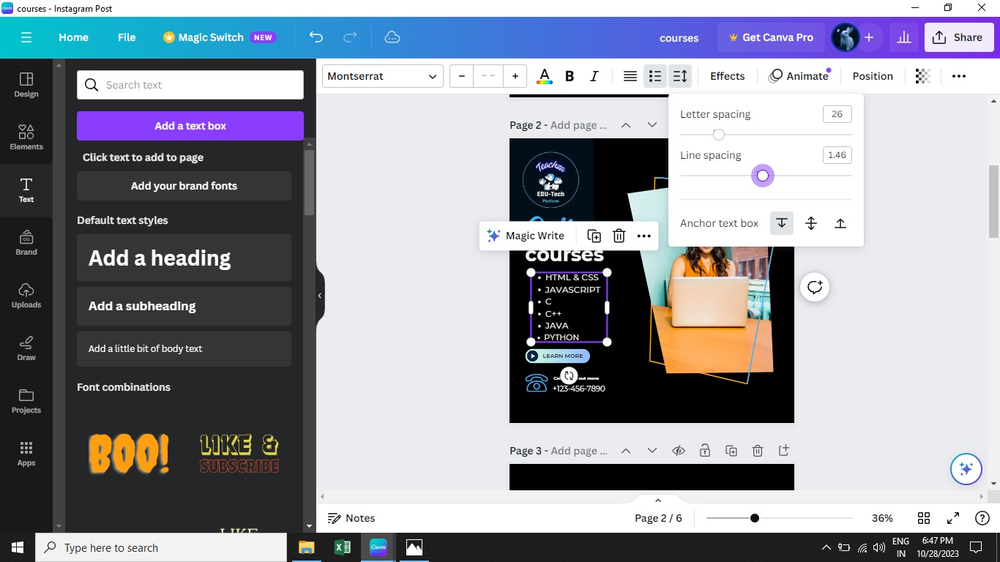 courses - Instagram Post
Home
File
Magic Switch NEW
courses
Get Canva Pro
Share
Design
Elements
Text
Brand
Uploads
Draw
Projects
Apps
Search text
Add a text box
Click text to add to page
Add your brand fonts
Default text styles
Add a heading
Add a subheading
Add a little bit of body text
Font combinations
BOO!
LIKE &
SUBSCRIBE
LIKE
Montserrat
– – – +
A B I
Effects
Animate
Position
Letter spacing 26
Line spacing 1.46
Anchor text box
Page 2 - Add page ...
Teachita
EDU-Tech
Platform
Magic Write
courses
• HTML & CSS
• JAVASCRIPT
• C
• C++
• JAVA
• PYTHON
LEARN MORE
out more
+123-456-7890
Page 3 - Add page ...
Notes
Page 2 / 6
36%
Type here to search
Canva
ENG
IN
6:47 PM
10/28/2023